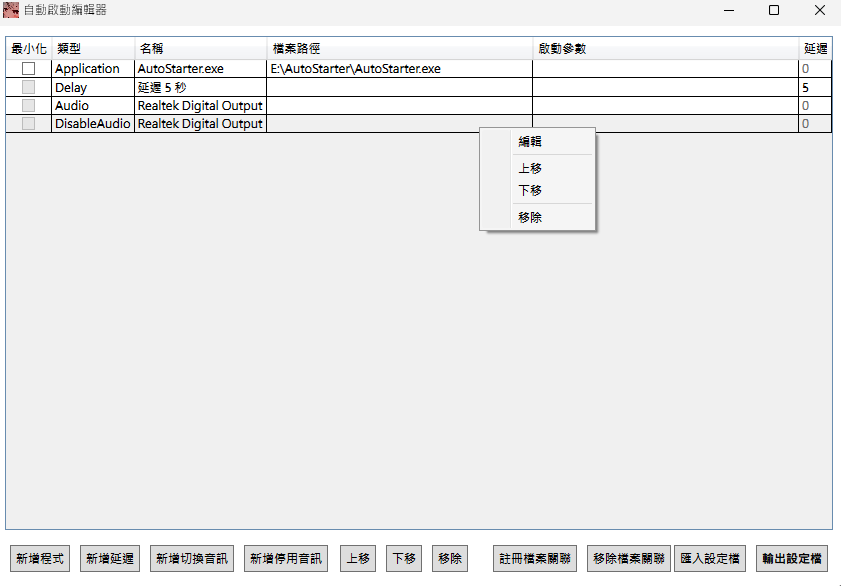 自動啟動編輯器
最小化 類型 名稱 檔案路徑 啟動參數 延遲
Application AutoStarter.exe E:\AutoStarter\AutoStarter.exe 0
Delay 延遲 5 秒 5
Audio Realtek Digital Output 0
DisableAudio Realtek Digital Output 0
編輯
上移
下移
移除
新增程式 新增延遲 新增切換音訊 新增停用音訊 上移 下移 移除 註冊檔案關聯 移除檔案關聯 匯入設定檔 輸出設定檔